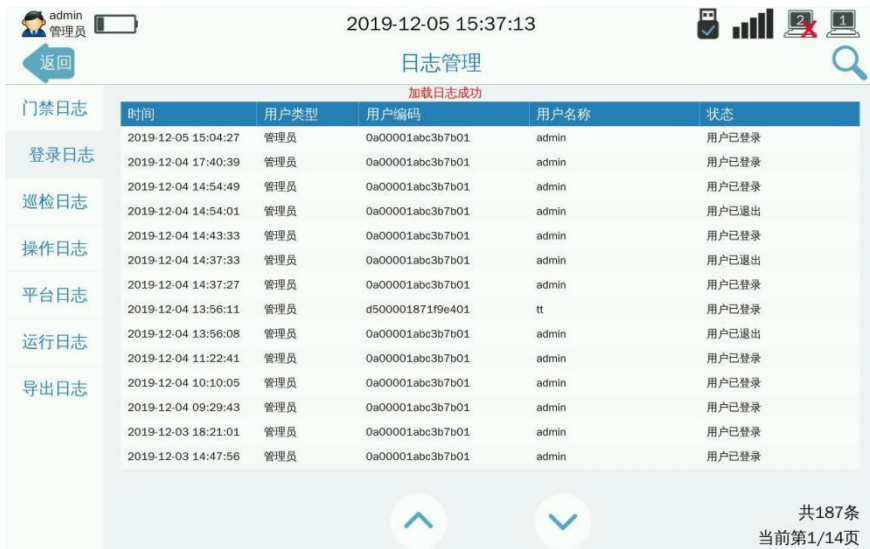 admin
管理员
2019-12-05 15:37:13
2
1
返回
日志管理
门禁日志
登录日志
巡检日志
操作日志
平台日志
运行日志
导出日志
加载日志成功
时间 用户类型 用户编码 用户名称 状态
2019-12-05 15:04:27 管理员 0a00001abc3b7b01 admin 用户已登录
2019-12-04 17:40:39 管理员 0a00001abc3b7b01 admin 用户已登录
2019-12-04 14:54:49 管理员 0a00001abc3b7b01 admin 用户已登录
2019-12-04 14:54:01 管理员 0a00001abc3b7b01 admin 用户已退出
2019-12-04 14:43:33 管理员 0a00001abc3b7b01 admin 用户已登录
2019-12-04 14:37:33 管理员 0a00001abc3b7b01 admin 用户已退出
2019-12-04 14:37:27 管理员 0a00001abc3b7b01 admin 用户已登录
2019-12-04 13:56:11 管理员 d500001871f9e401 tt 用户已登录
2019-12-04 13:56:08 管理员 0a00001abc3b7b01 admin 用户已退出
2019-12-04 11:22:41 管理员 0a00001abc3b7b01 admin 用户已登录
2019-12-04 10:10:05 管理员 0a00001abc3b7b01 admin 用户已登录
2019-12-04 09:29:43 管理员 0a00001abc3b7b01 admin 用户已登录
2019-12-03 18:21:01 管理员 0a00001abc3b7b01 admin 用户已登录
2019-12-03 14:47:56 管理员 0a00001abc3b7b01 admin 用户已登录
共187条
当前第1/14页